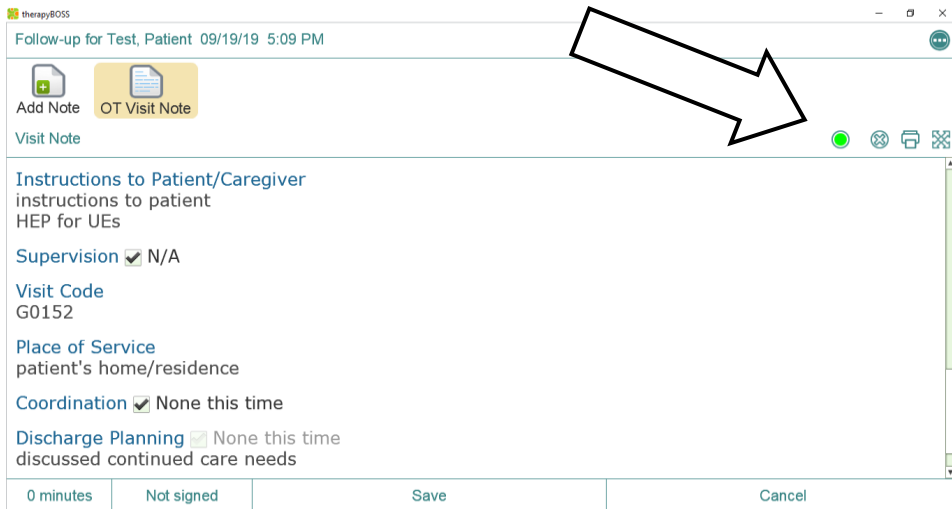 therapyBOSS
Follow-up for Test, Patient 09/19/19 5:09 PM
Add Note
OT Visit Note
Visit Note
Instructions to Patient/Caregiver
instructions to patient
HEP for UEs
Supervision N/A
Visit Code
G0152
Place of Service
patient's home/residence
Coordination None this time
Discharge Planning None this time
discussed continued care needs
0 minutes Not signed Save Cancel